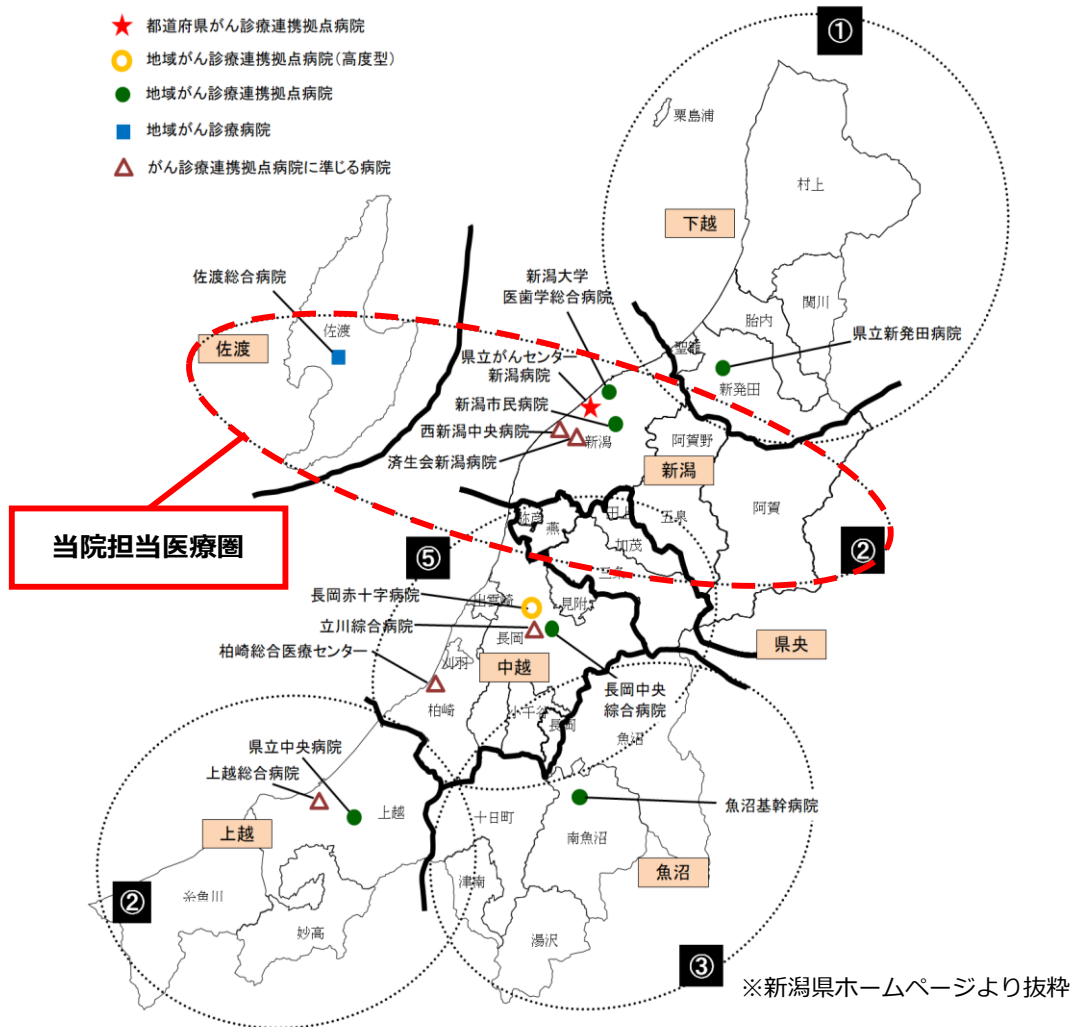 都道府県がん診療連携拠点病院
地域がん診療連携拠点病院(高度型)
地域がん診療連携拠点病院
地域がん診療病院
がん診療連携拠点病院に準じる病院
①
粟島浦
村上
下越
関川
胎内
聖籠
新発田
県立新発田病院
佐渡総合病院
佐渡
佐渡
新潟大学
医歯学総合病院
県立がんセンター
新潟病院
新潟市民病院
西新潟中央病院
済生会新潟病院
新潟
阿賀野
新潟
阿賀
五泉
②
当院担当医療圏
弥彦
燕
田上
加茂
三条
⑤
県央
長岡赤十字病院
立川綜合病院
柏崎総合医療センター
出雲崎
見附
長岡
刈羽
中越
柏崎
小千谷
長岡
長岡中央
綜合病院
魚沼
県立中央病院
上越総合病院
上越
上越
②
糸魚川
妙高
十日町
津南
南魚沼
湯沢
魚沼基幹病院
魚沼
③
※新潟県ホームページより抜粋